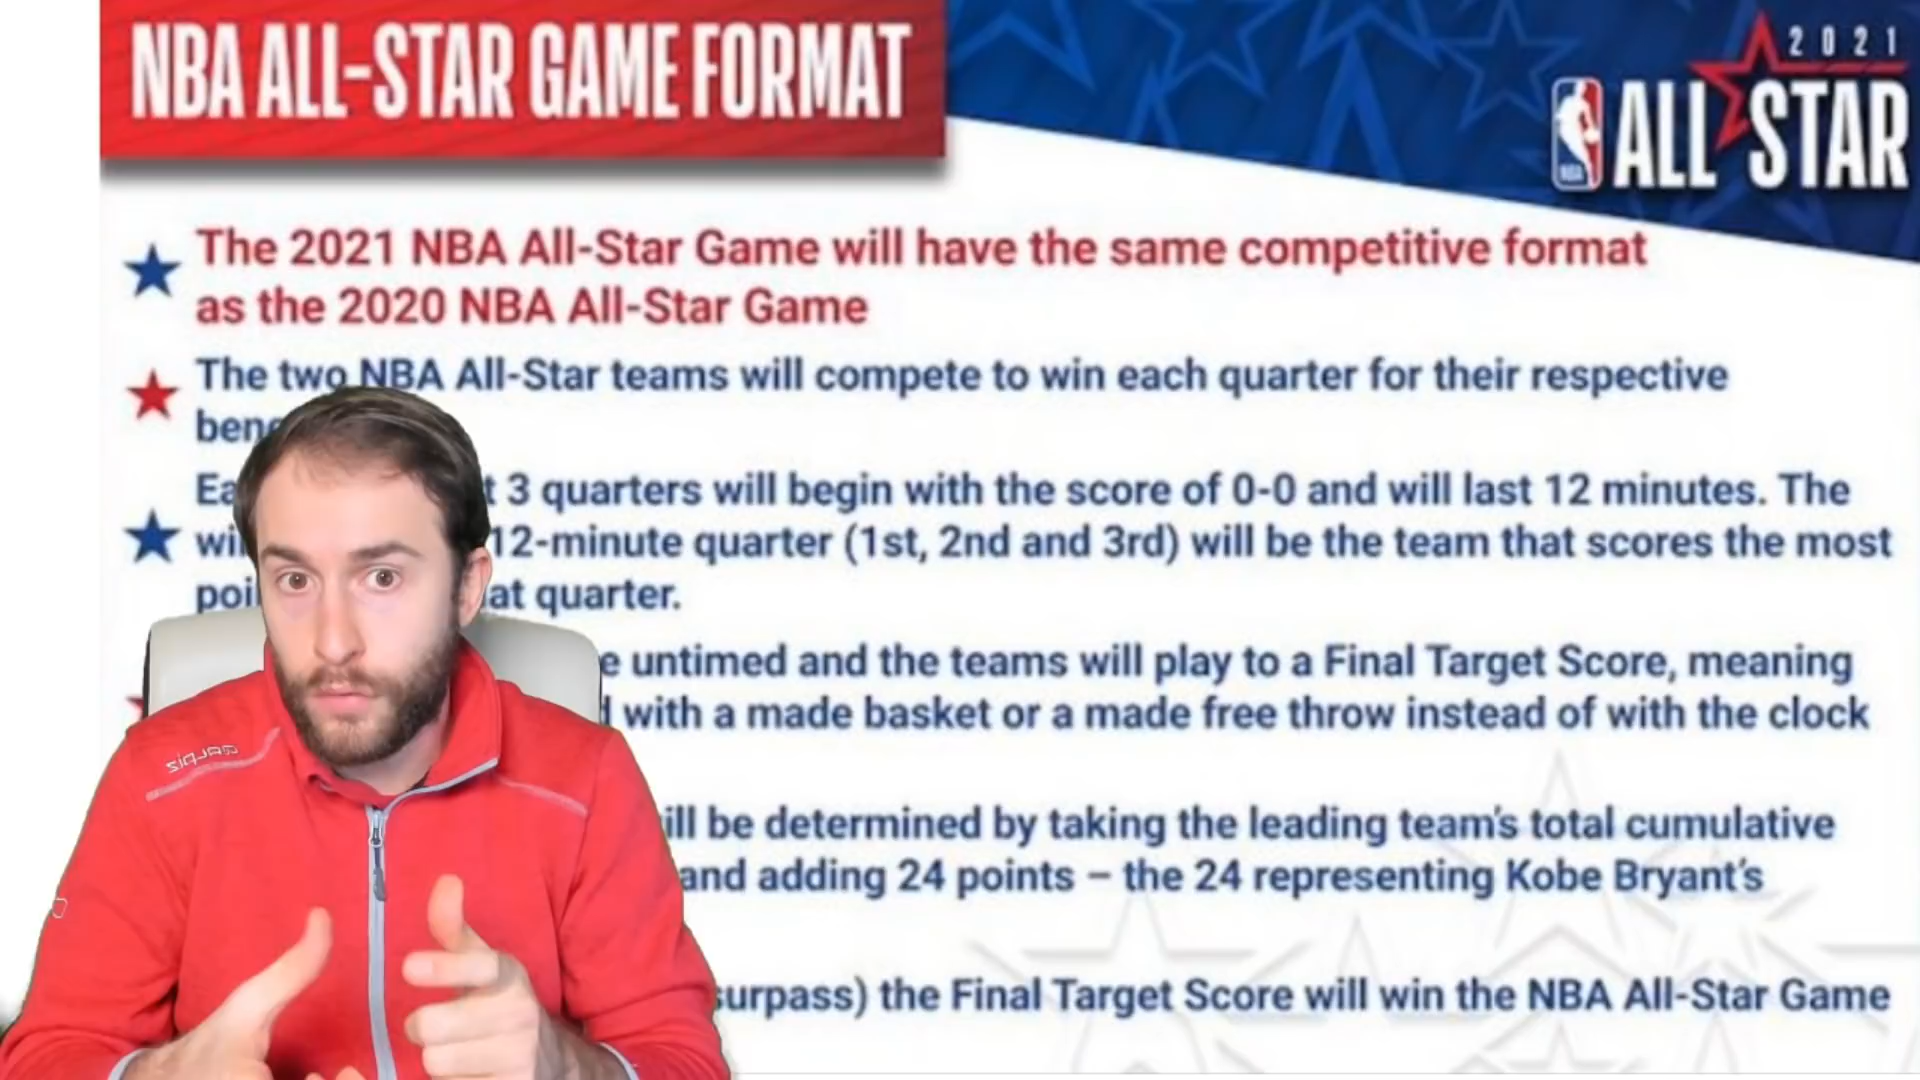 NBA ALL-STAR GAME FORMAT
2021
NBA
ALL STAR
The 2021 NBA All-Star Game will have the same competitive format
as the 2020 NBA All-Star Game
The two NBA All-Star teams will compete to win each quarter for their respective
3 quarters will begin with the score of 0-0 and will last 12 minutes. The
12-minute quarter (1st, 2nd and 3rd) will be the team that scores the most
quarter.
untimed and the teams will play to a Final Target Score, meaning
with a made basket or a made free throw instead of with the clock
be determined by taking the leading team's total cumulative
and adding 24 points – the 24 representing Kobe Bryant's
surpass) the Final Target Score will win the NBA All-Star Game